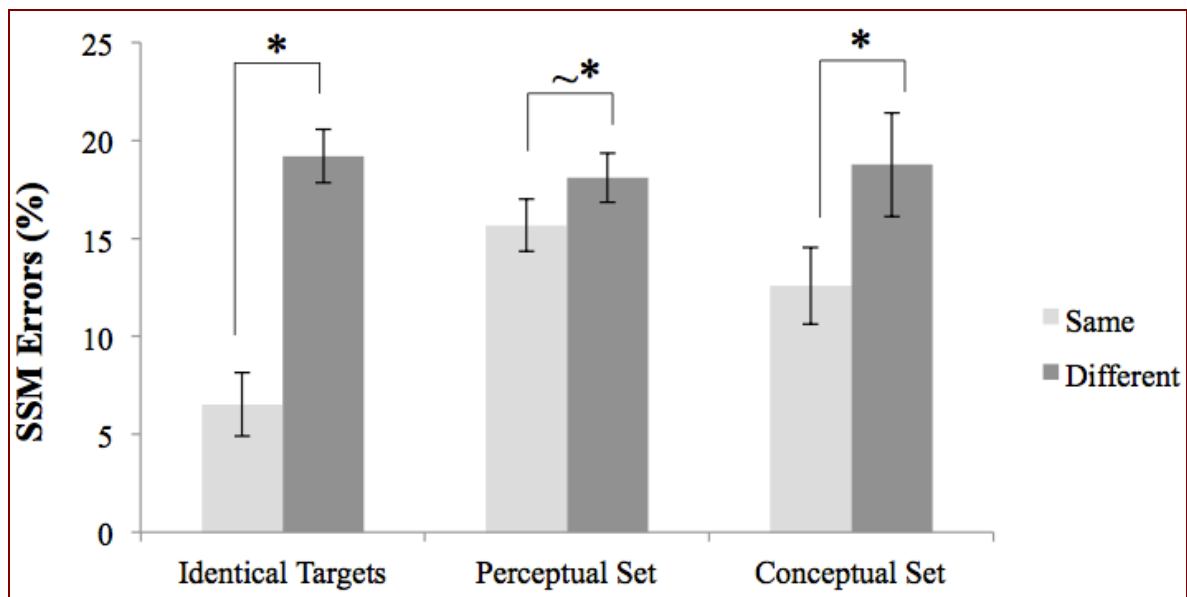 25
20
15
10
5
0
SSM Errors (%)
*
~*
*
Identical Targets
Perceptual Set
Conceptual Set
Same
Different